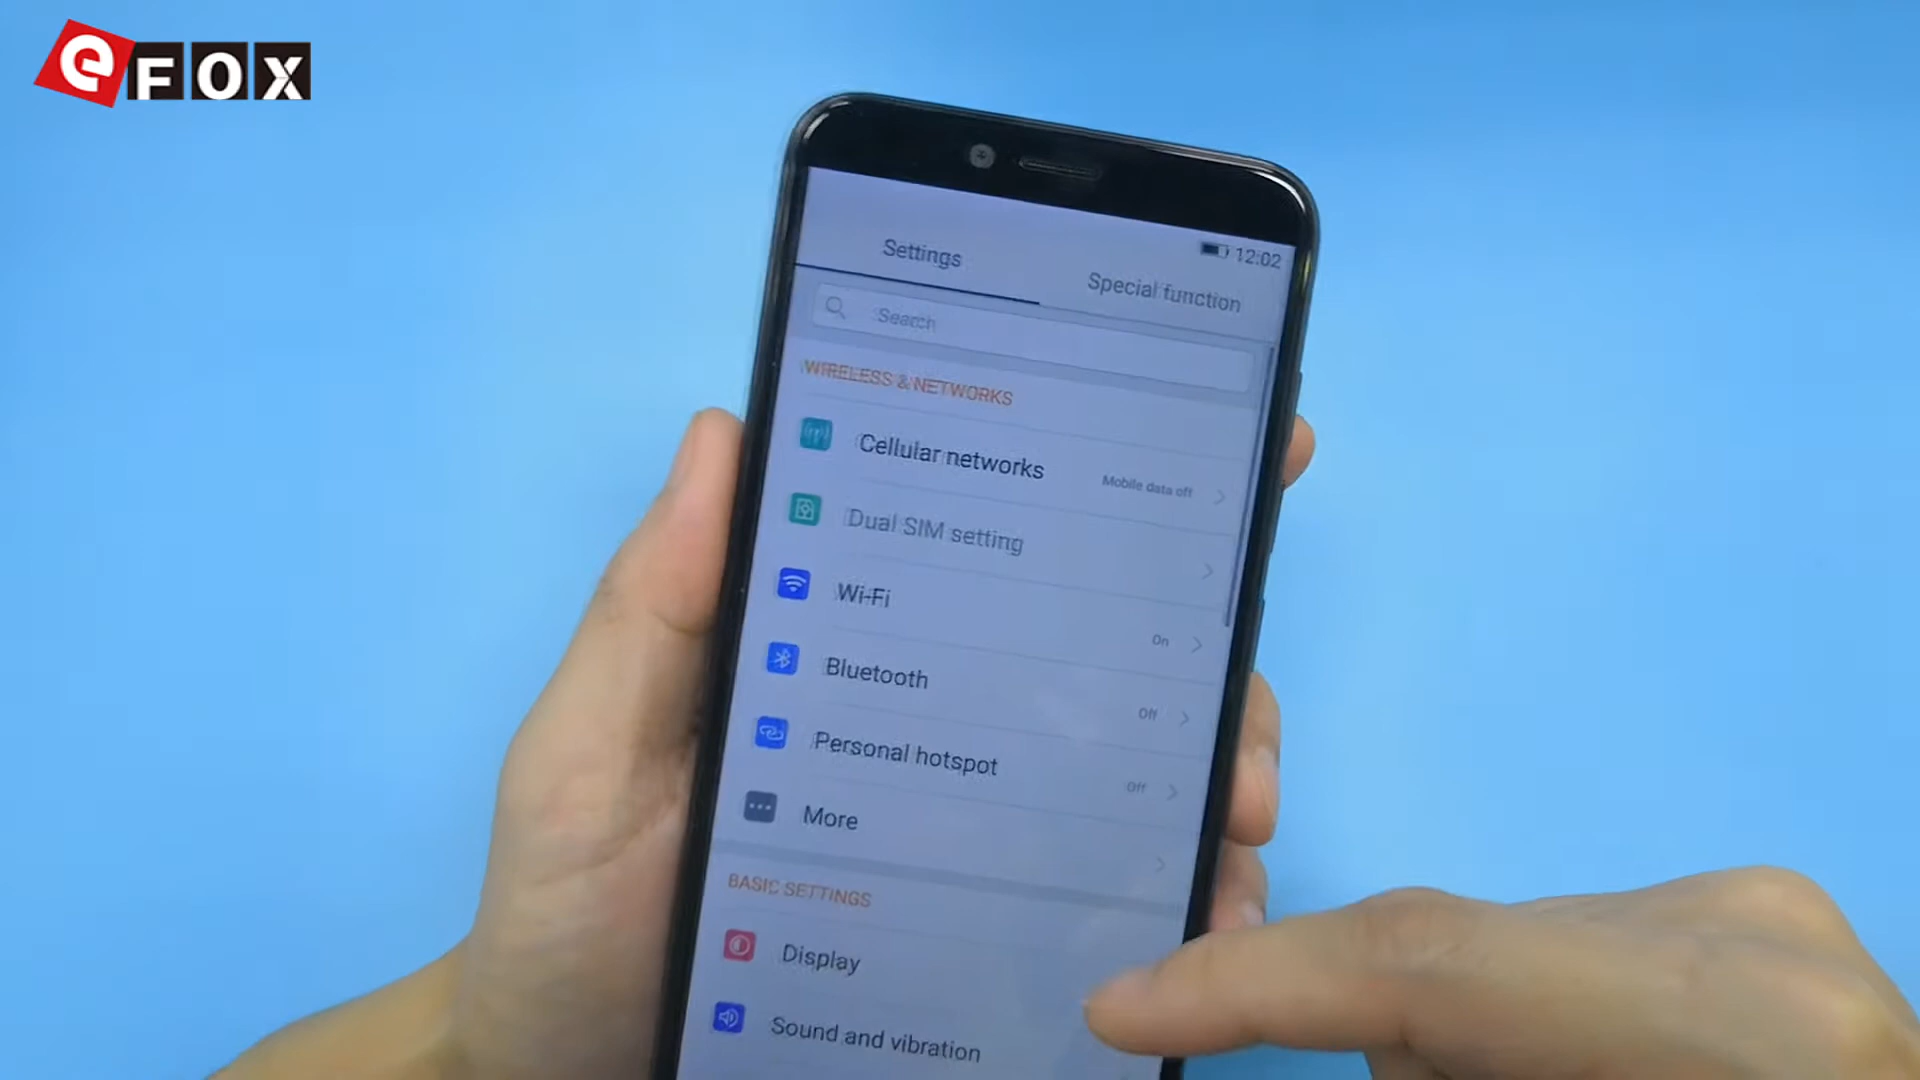 eFOX
12:02
Settings
Special function
Search
WIRELESS & NETWORKS
Cellular networks
Mobile data off
Dual SIM setting
Wi-Fi
On
Bluetooth
Off
Personal hotspot
Off
More
BASIC SETTINGS
Display
Sound and vibration